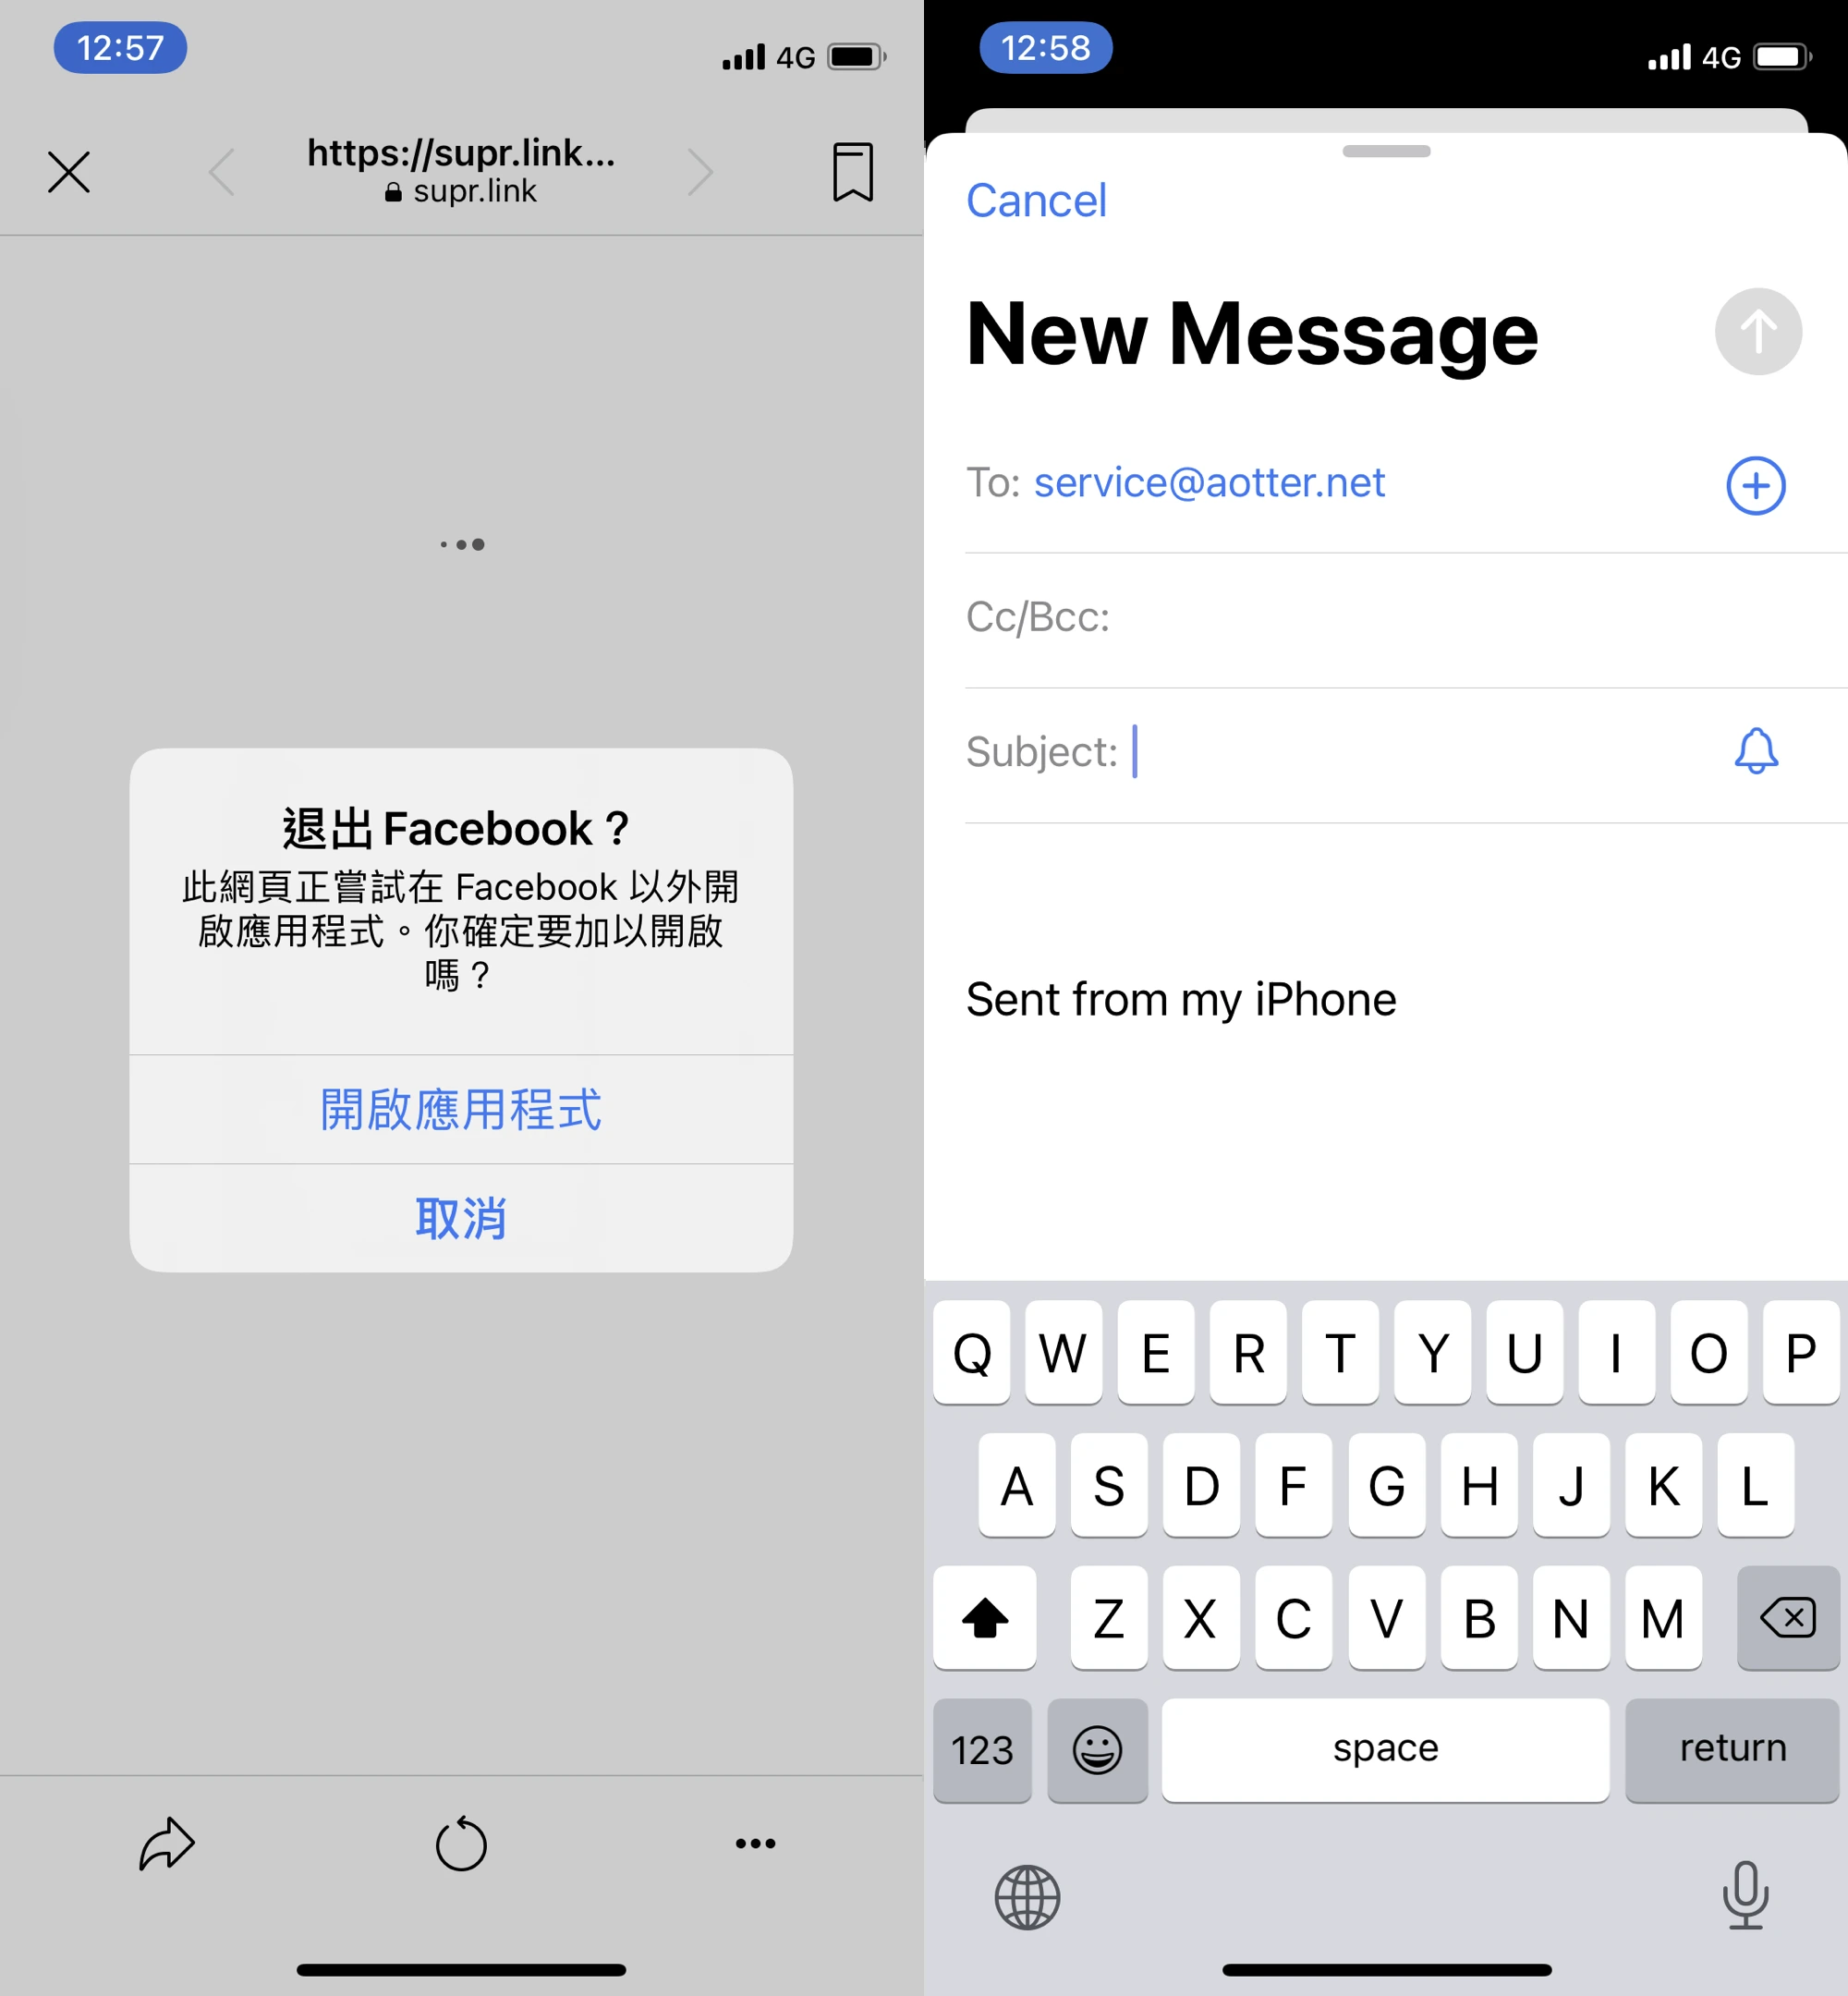 12:57
4G
https://supr.link...
supr.link
退出 Facebook？
此網頁正嘗試在 Facebook 以外開
啟應用程式。你確定要加以開啟
嗎？
開啟應用程式
取消
12:58
4G
Cancel
New Message
To: service@aotter.net
Cc/Bcc:
Subject:
Sent from my iPhone
Q W E R T Y U I O P
A S D F G H J K L
Z X C V B N M
123 space return